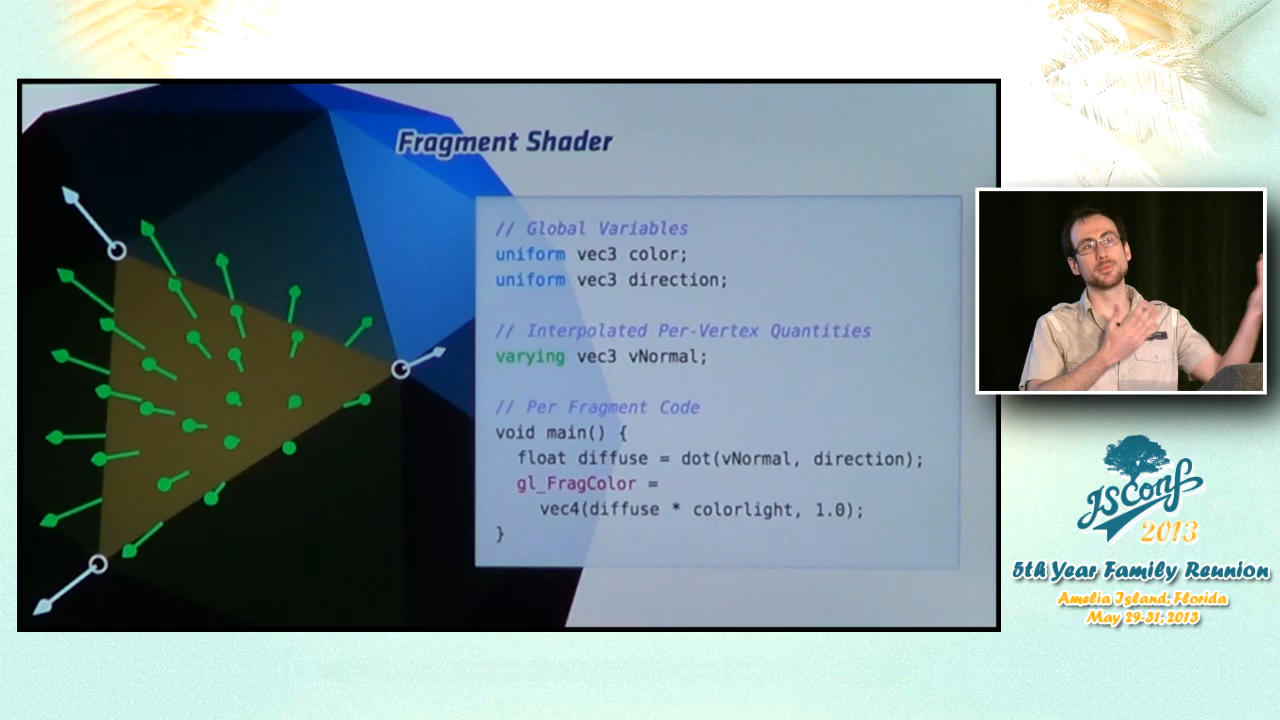 Fragment Shader
// Global Variables
uniform vec3 color;
uniform vec3 direction;
// Interpolated Per-Vertex Quantities
varying vec3 vNormal;
// Per Fragment Code
void main() {
float diffuse = dot(vNormal, direction);
gl_FragColor =
vec4(diffuse * colorlight, 1.0);
}
JSConf
2013
5th Year Family Reunion
Amelia Island, Florida
May 29-31, 2013